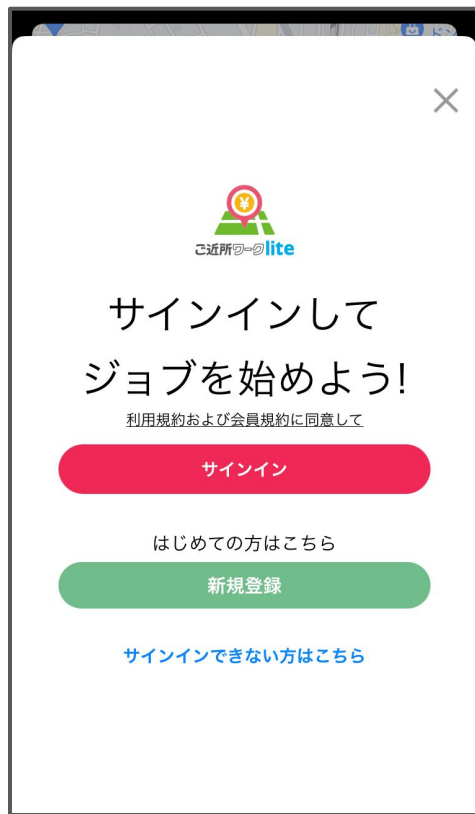 ご近所ワークlite
サインインして
ジョブを始めよう!
利用規約および会員規約に同意して
サインイン
はじめての方はこちら
新規登録
サインインできない方はこちら